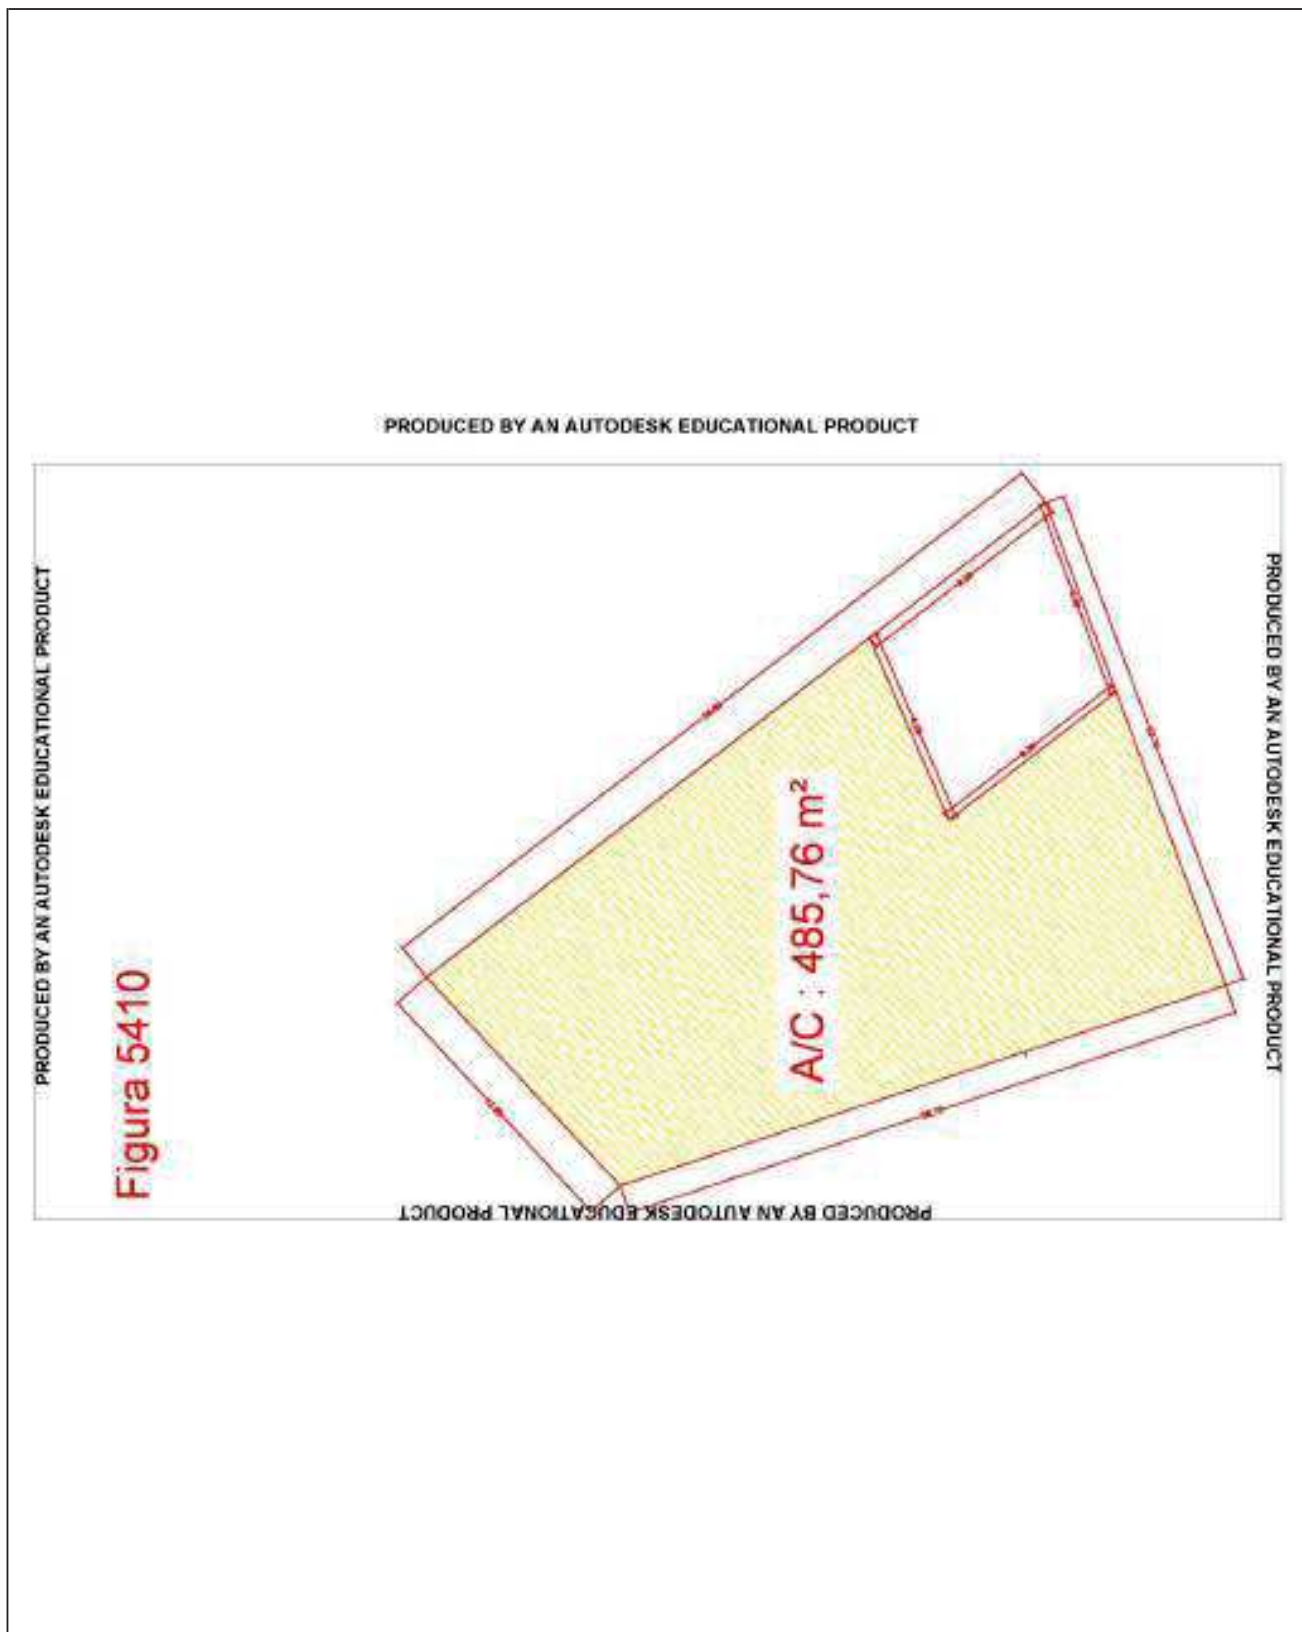 PRODUCED BY AN AUTODESK EDUCATIONAL PRODUCT
PRODUCED BY AN AUTODESK EDUCATIONAL PRODUCT
Figura 5410
A/C : 485,76 m²
PRODUCED BY AN AUTODESK EDUCATIONAL PRODUCT
PRODUCED BY AN AUTODESK EDUCATIONAL PRODUCT